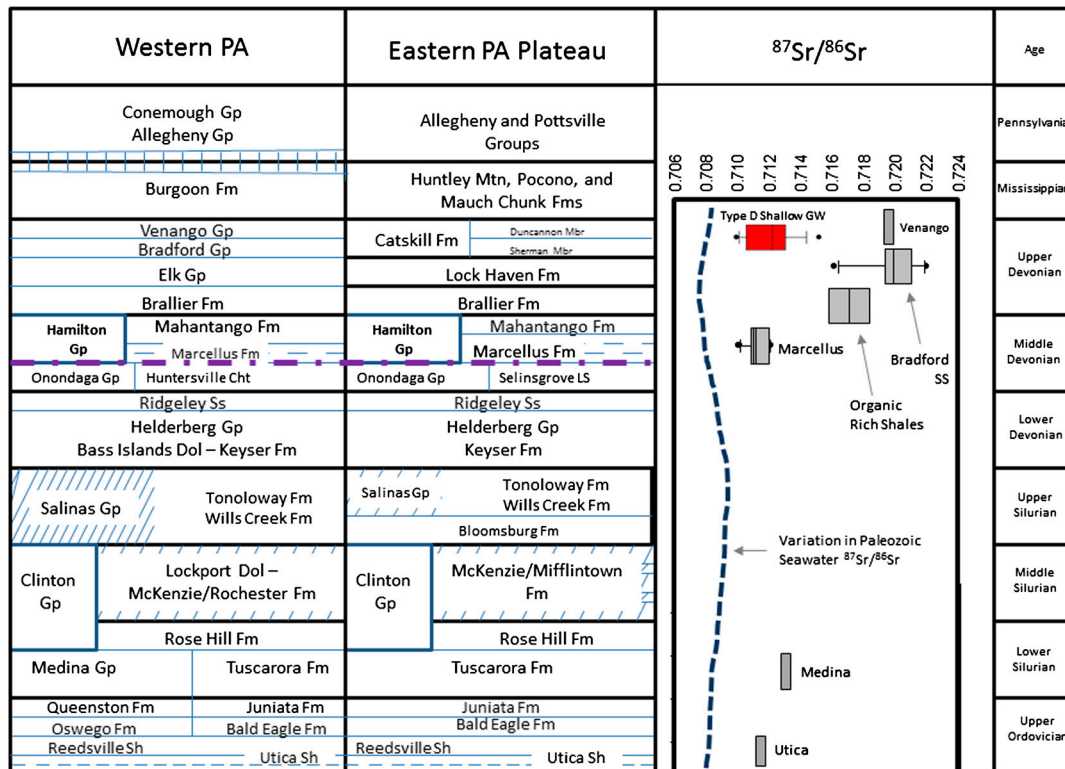 Western PA
Eastern PA Plateau
⁸⁷Sr/⁸⁶Sr
Age
Conemough Gp
Allegheny Gp
Allegheny and Pottsville
Groups
Pennsylvania
0.706
0.708
0.710
0.712
0.714
0.716
0.718
0.720
0.722
0.724
Burgoon Fm
Huntley Mtn, Pocono, and
Mauch Chunk Fms
Mississippian
Venango Gp
Bradford Gp
Elk Gp
Brallier Fm
Catskill Fm
Duncannon Mbr
Sherman Mbr
Lock Haven Fm
Brallier Fm
Type D Shallow GW
Venango
Upper
Devonian
Hamilton
Gp
Mahantango Fm
Marcellus Fm
Onondaga Gp
Huntersville Cht
Hamilton
Gp
Mahantango Fm
Marcellus Fm
Onondaga Gp
Selinsgrove LS
Marcellus
Bradford
SS
Middle
Devonian
Ridgeley Ss
Helderberg Gp
Bass Islands Dol – Keyser Fm
Ridgeley Ss
Helderberg Gp
Keyser Fm
Organic
Rich Shales
Lower
Devonian
Salinas Gp
Tonoloway Fm
Wills Creek Fm
Salinas Gp
Tonoloway Fm
Wills Creek Fm
Bloomsburg Fm
Upper
Silurian
Variation in Paleozoic
Seawater ⁸⁷Sr/⁸⁶Sr
Clinton
Gp
Lockport Dol –
McKenzie/Rochester Fm
Rose Hill Fm
Clinton
Gp
McKenzie/Mifflintown
Fm
Rose Hill Fm
Middle
Silurian
Medina Gp
Tuscarora Fm
Tuscarora Fm
Medina
Lower
Silurian
Queenston Fm
Juniata Fm
Juniata Fm
Oswego Fm
Bald Eagle Fm
Bald Eagle Fm
Reedsville Sh
Utica Sh
Reedsville Sh
Utica Sh
Utica
Upper
Ordovician